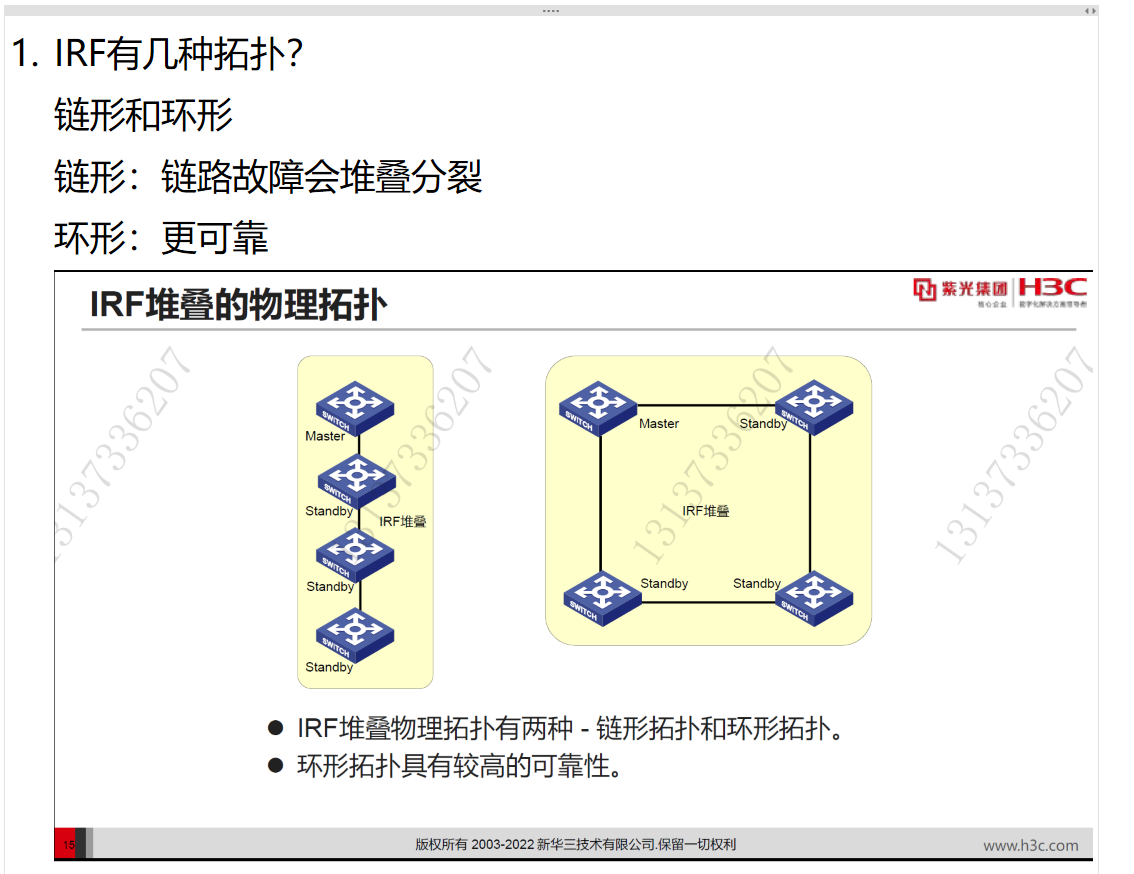 1. IRF有几种拓扑？
链形和环形
链形：链路故障会堆叠分裂
环形：更可靠
IRF堆叠的物理拓扑
紫光集团 H3C
核心企业 数字化解决方案领导者
13137336207
13137336207
13137336207
13137336207
SWITCH
Master
SWITCH
Standby
IRF堆叠
SWITCH
Standby
SWITCH
Standby
SWITCH
Master
Standby
SWITCH
IRF堆叠
SWITCH
Standby
Standby
SWITCH
● IRF堆叠物理拓扑有两种 - 链形拓扑和环形拓扑。
● 环形拓扑具有较高的可靠性。
15
版权所有 2003-2022 新华三技术有限公司.保留一切权利
www.h3c.com